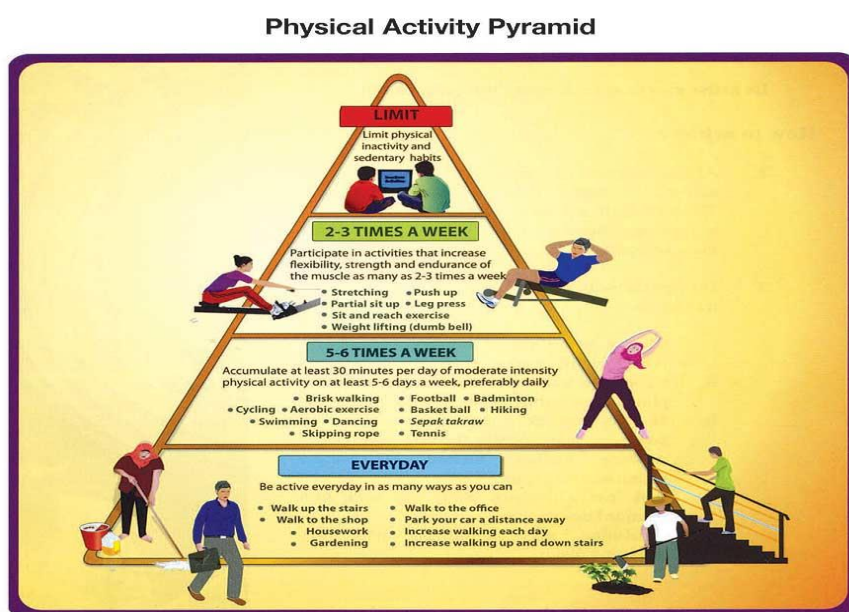 Physical Activity Pyramid
LIMIT
Limit physical
inactivity and
sedentary habits
2-3 TIMES A WEEK
Participate in activities that increase
flexibility, strength and endurance of
the muscle as many as 2-3 times a week
• Stretching • Push up
• Partial sit up • Leg press
• Sit and reach exercise
• Weight lifting (dumb bell)
5-6 TIMES A WEEK
Accumulate at least 30 minutes per day of moderate intensity
physical activity on at least 5-6 days a week, preferably daily
• Brisk walking • Football • Badminton
• Cycling • Aerobic exercise • Basket ball • Hiking
• Swimming • Dancing • Sepak takraw
• Skipping rope • Tennis
EVERYDAY
Be active everyday in as many ways as you can
• Walk up the stairs • Walk to the office
• Walk to the shop • Park your car a distance away
• Housework • Increase walking each day
• Gardening • Increase walking up and down stairs